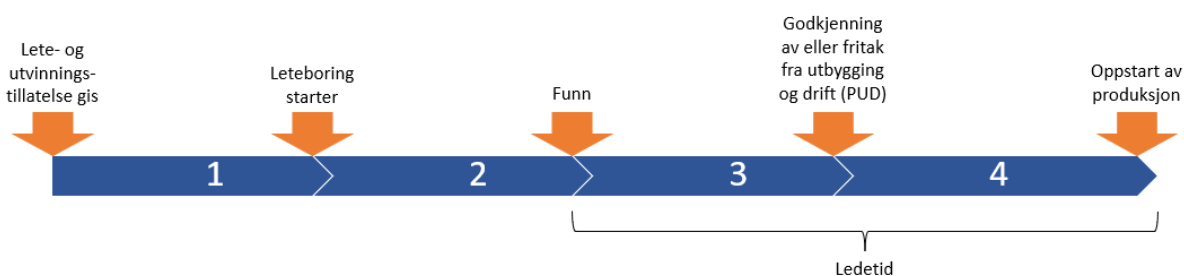 Lete- og
utvinnings-
tillatelse gis
Leteboring
starter
Funn
Godkjenning
av eller fritak
fra utbygging
og drift (PUD)
Oppstart av
produksjon
1
2
3
4
Ledetid